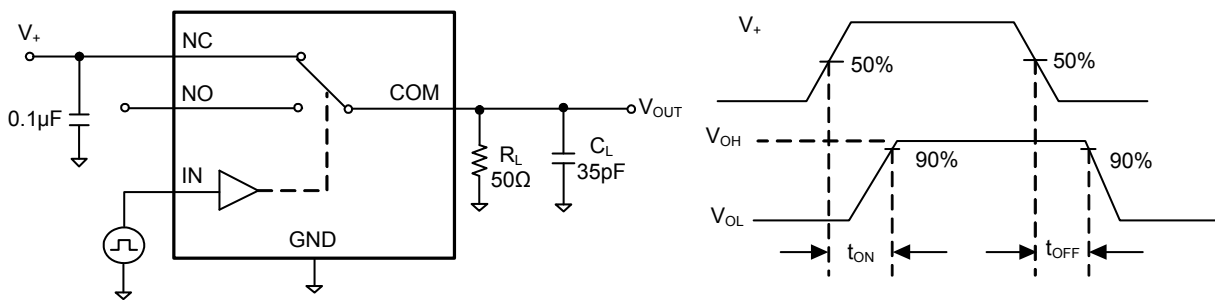 V+
NC
NO
0.1µF
COM
VOUT
RL
50Ω
CL
35pF
IN
GND
V+
50%
50%
VOH
90%
90%
VOL
tON
tOFF